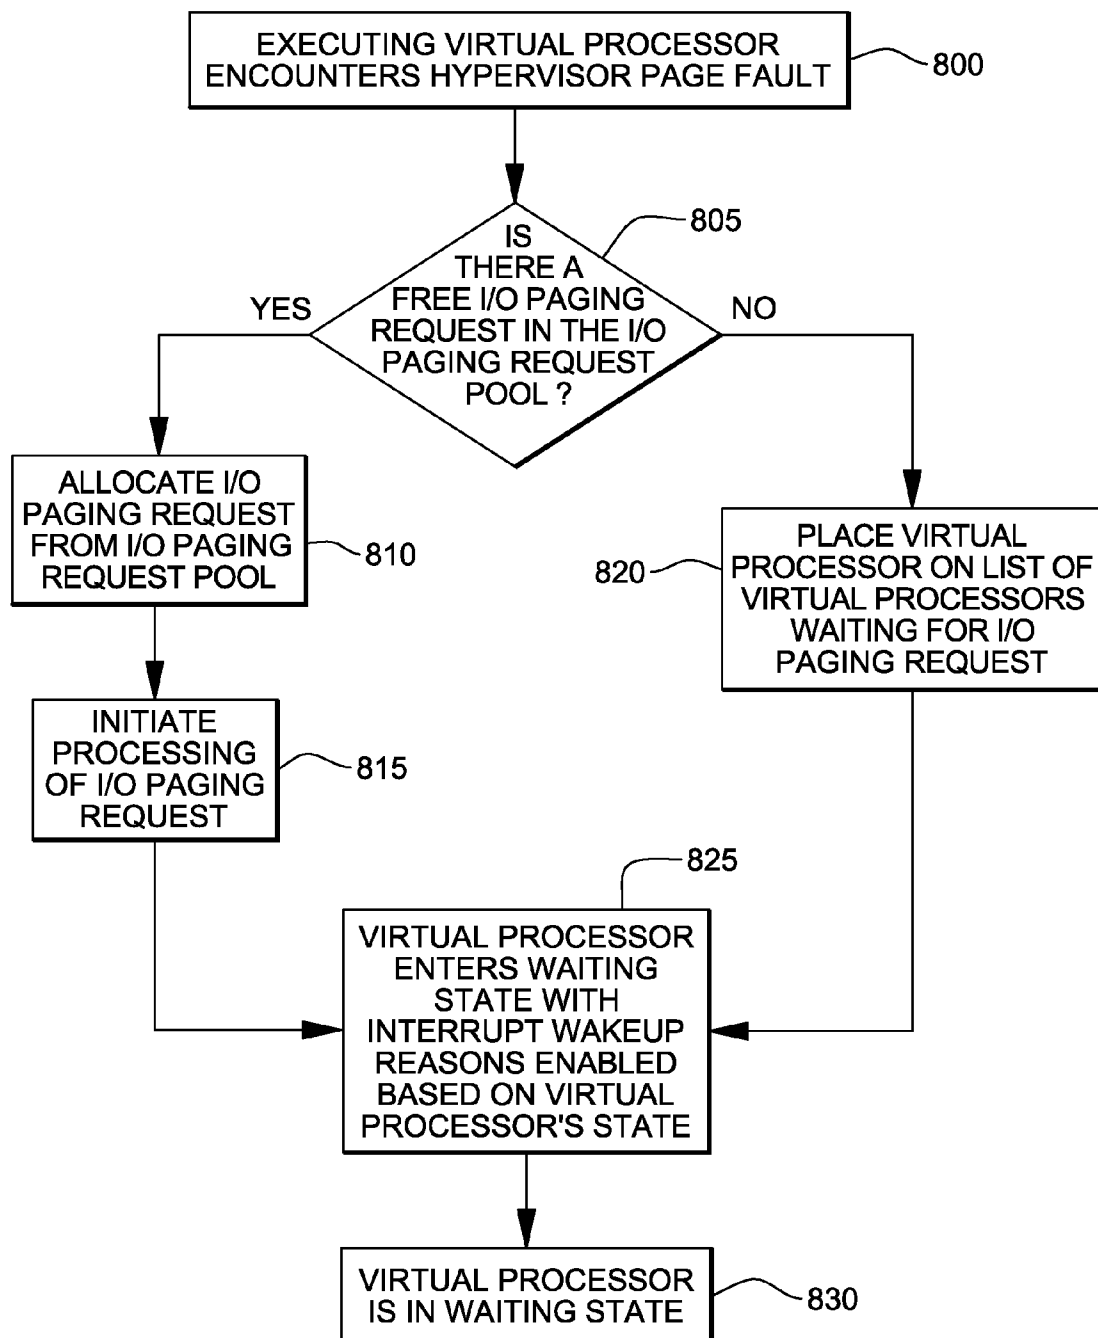 EXECUTING VIRTUAL PROCESSOR
ENCOUNTERS HYPERVISOR PAGE FAULT
800
805
IS
THERE A
FREE I/O PAGING
REQUEST IN THE I/O
PAGING REQUEST
POOL ?
YES
NO
ALLOCATE I/O
PAGING REQUEST
FROM I/O PAGING
REQUEST POOL
810
820
PLACE VIRTUAL
PROCESSOR ON LIST OF
VIRTUAL PROCESSORS
WAITING FOR I/O
PAGING REQUEST
INITIATE
PROCESSING
OF I/O PAGING
REQUEST
815
825
VIRTUAL PROCESSOR
ENTERS WAITING
STATE WITH
INTERRUPT WAKEUP
REASONS ENABLED
BASED ON VIRTUAL
PROCESSOR'S STATE
VIRTUAL PROCESSOR
IS IN WAITING STATE
830